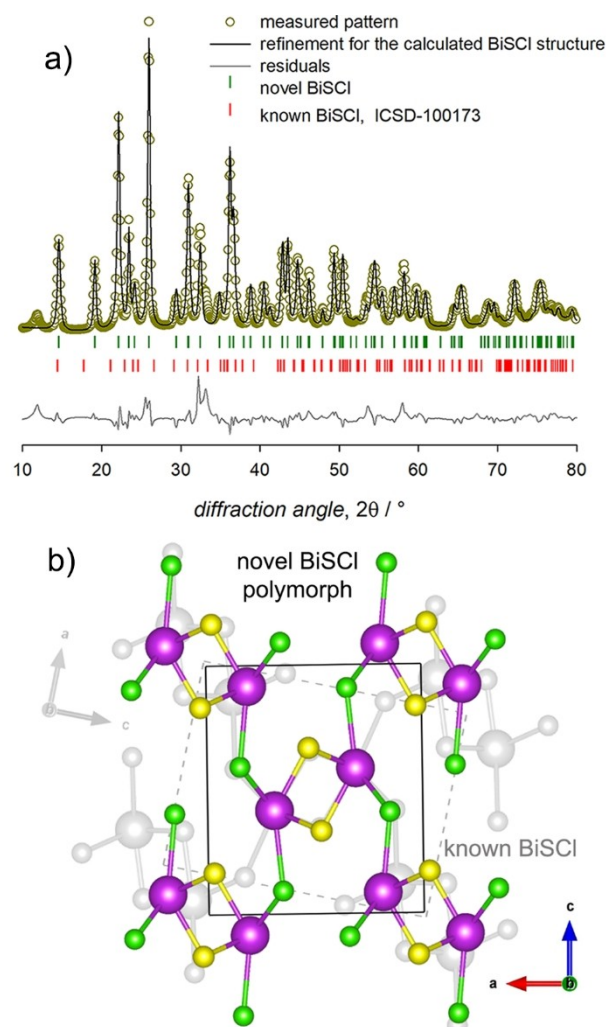 a)
measured pattern
refinement for the calculated BiSCl structure
residuals
novel BiSCl
known BiSCl, ICSD-100173
10 20 30 40 50 60 70 80
diffraction angle, 2θ / °
b)
novel BiSCl
polymorph
a
b
c
known BiSCl
c
a
b